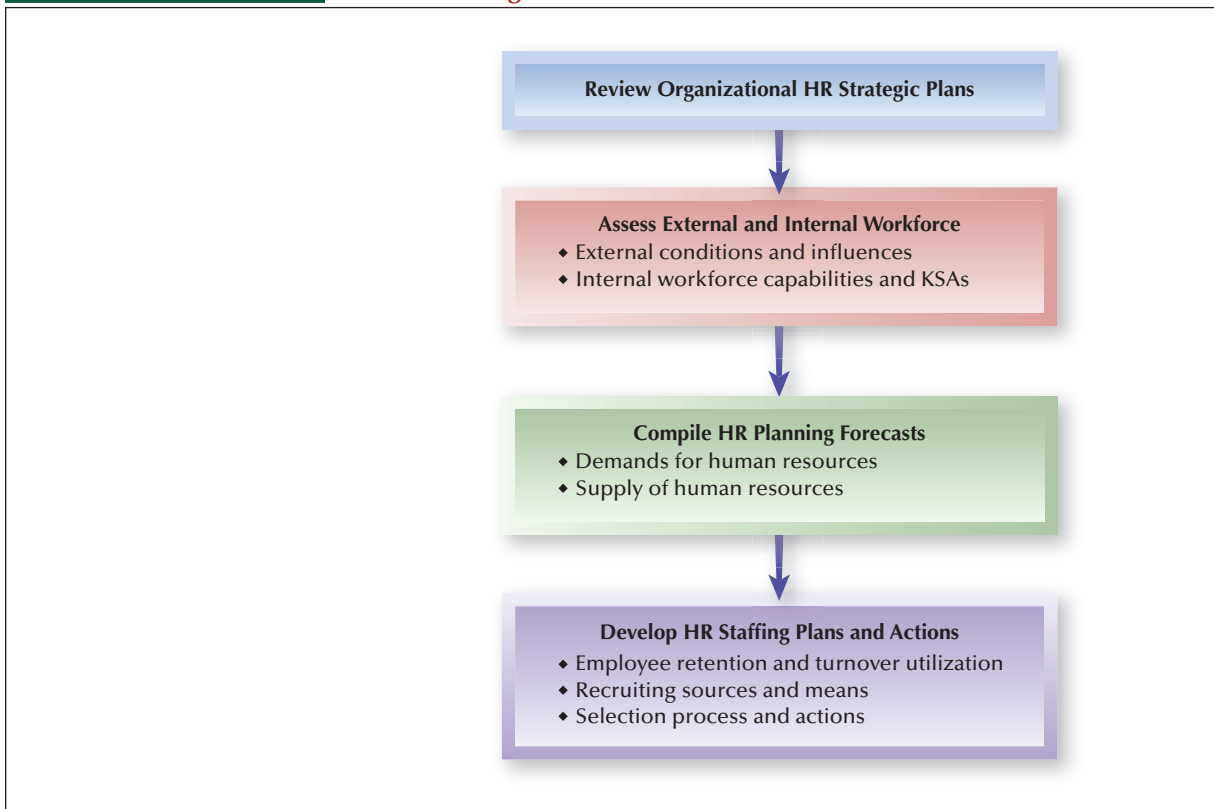 Review Organizational HR Strategic Plans
Assess External and Internal Workforce
◆ External conditions and influences
◆ Internal workforce capabilities and KSAs
Compile HR Planning Forecasts
◆ Demands for human resources
◆ Supply of human resources
Develop HR Staffing Plans and Actions
◆ Employee retention and turnover utilization
◆ Recruiting sources and means
◆ Selection process and actions